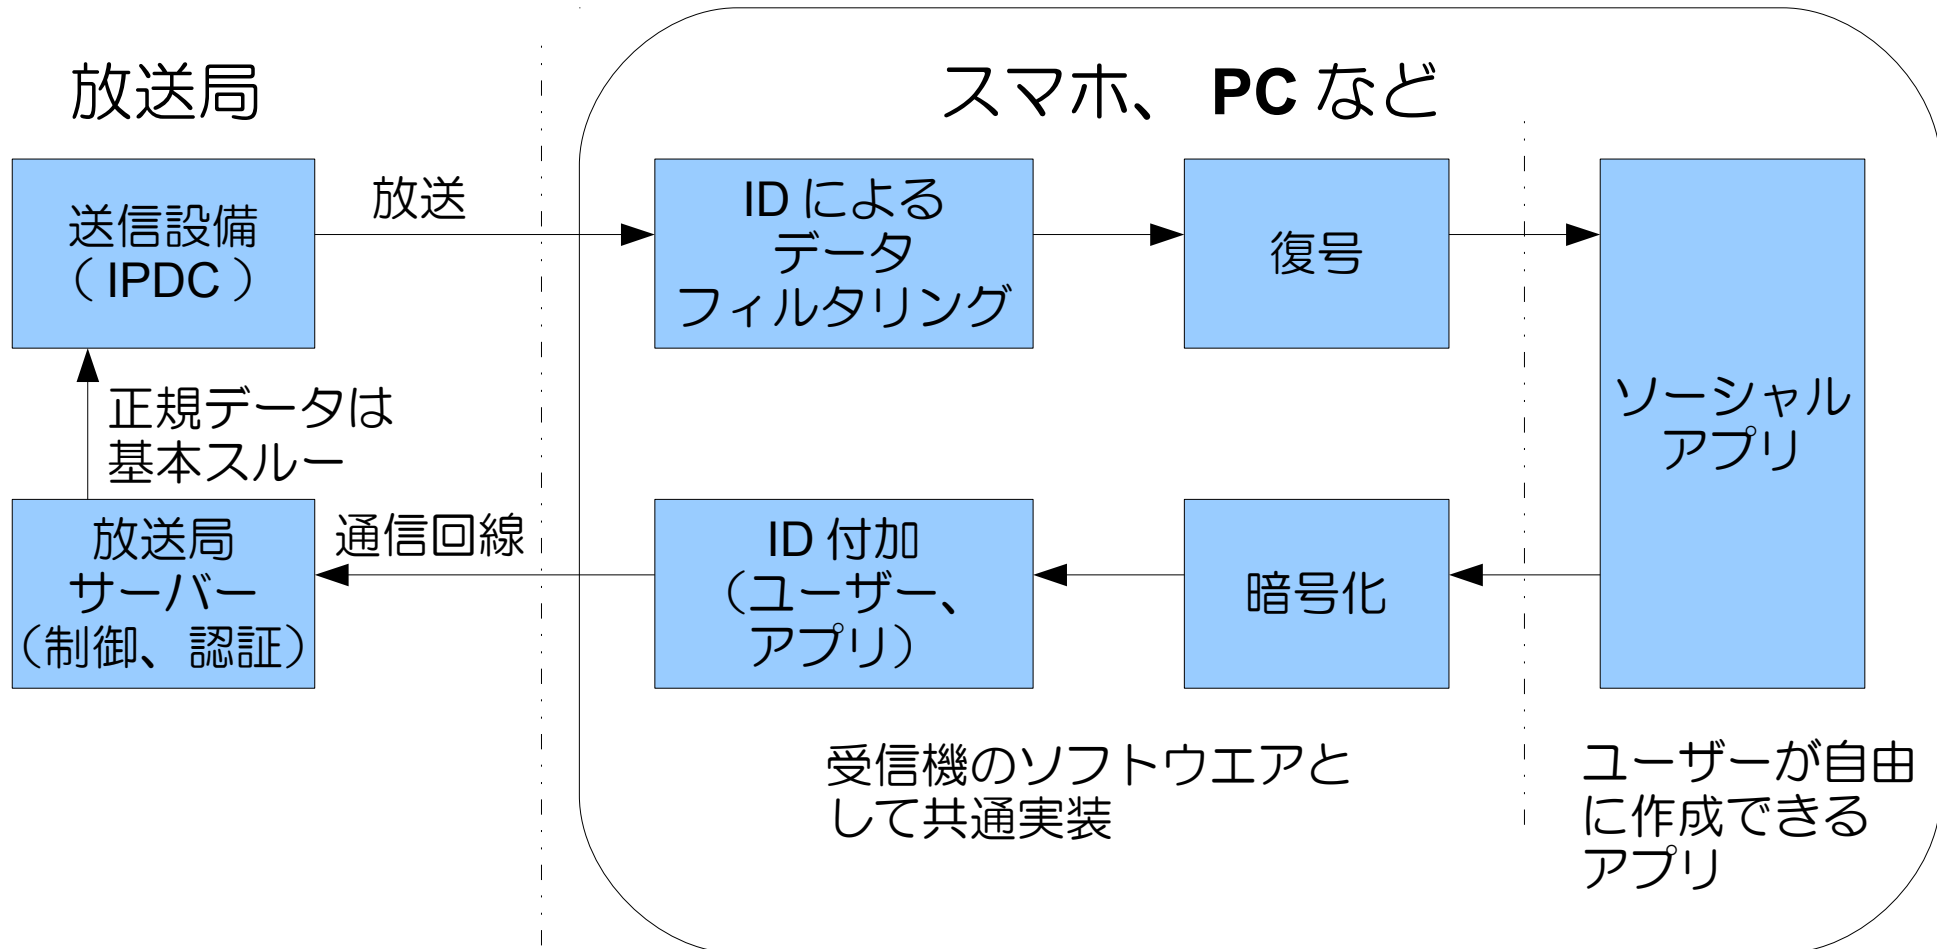 放送局
スマホ、 PC など
送信設備
（ IPDC ）
放送
ID による
データ
フィルタリング
復号
ソーシャル
アプリ
正規データは
基本スルー
放送局
サーバー
（制御、認証）
通信回線
ID 付加
（ユーザー、
アプリ）
暗号化
受信機のソフトウエアと
して共通実装
ユーザーが自由
に作成できる
アプリ